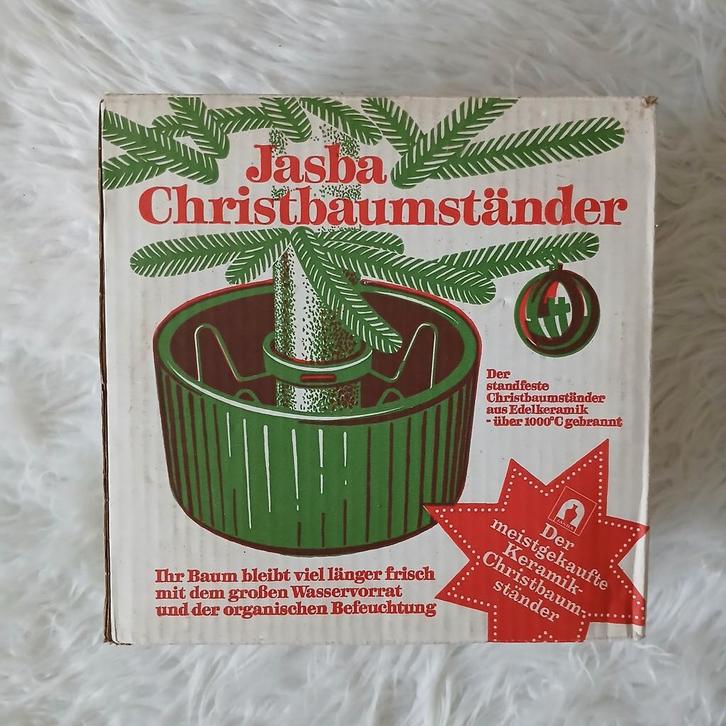 Jasba
Christbaumständer
Der
standfeste
Christbaumständer
aus Edelkeramik
- über 1000°C gebrannt
Der
meistgekaufte
Keramik-
Christbaum-
ständer
Ihr Baum bleibt viel länger frisch
mit dem großen Wasservorrat
und der organischen Befeuchtung